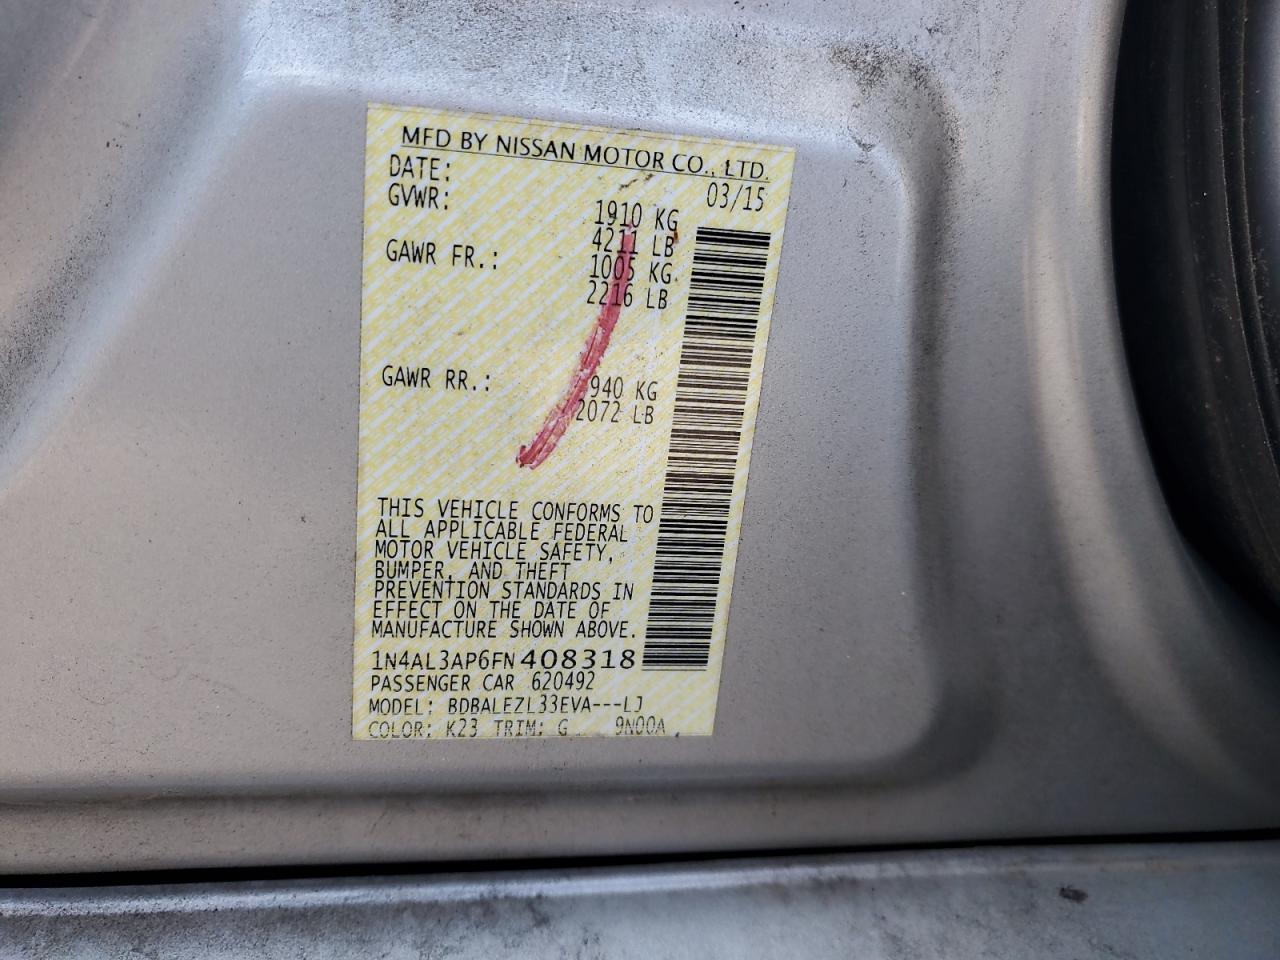 MFD BY NISSAN MOTOR CO., LTD.
DATE: 03/15
GVWR: 1910 KG
4211 LB
GAWR FR.: 1005 KG
2216 LB
GAWR RR.: 940 KG
2072 LB
THIS VEHICLE CONFORMS TO
ALL APPLICABLE FEDERAL
MOTOR VEHICLE SAFETY,
BUMPER, AND THEFT
PREVENTION STANDARDS IN
EFFECT ON THE DATE OF
MANUFACTURE SHOWN ABOVE.
1N4AL3AP6FN408318
PASSENGER CAR 620492
MODEL: BDBALEZL33EVA---LJ
COLOR: K23 TRIM: G 9N00A